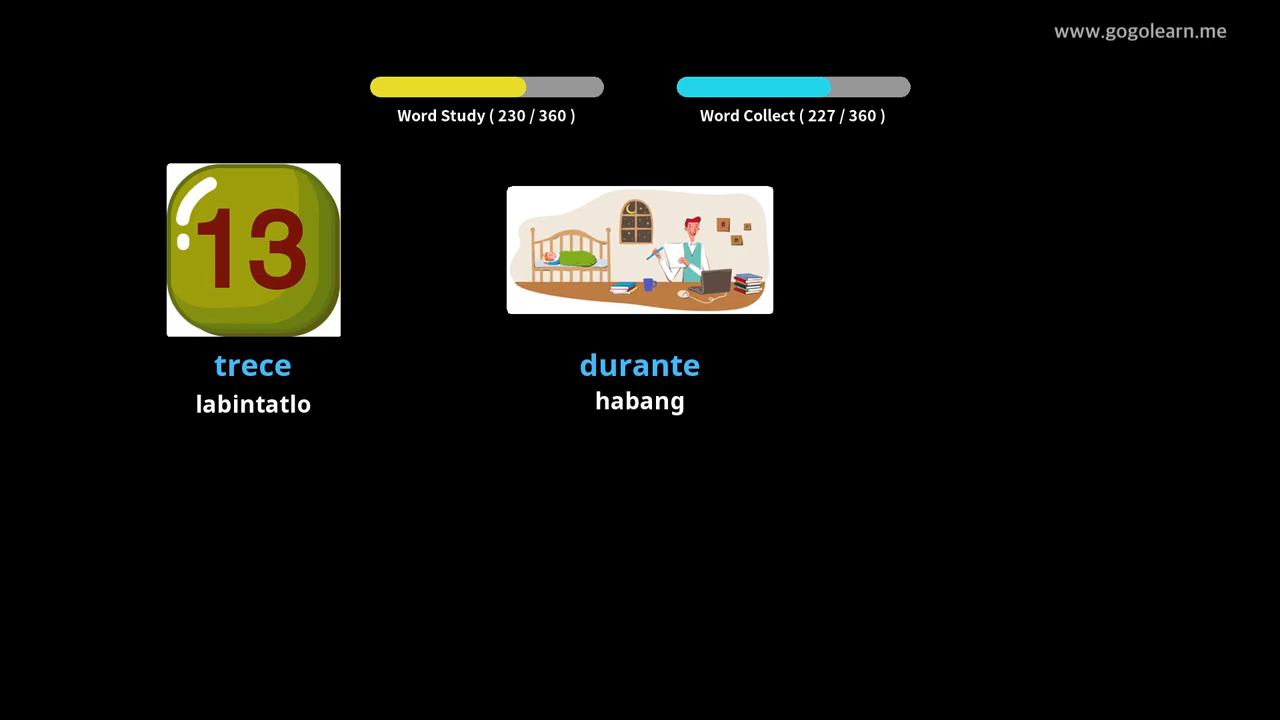 www.gogolearn.me
Word Study ( 230 / 360 )
Word Collect ( 227 / 360 )
13
trece
labintatlo
durante
habang